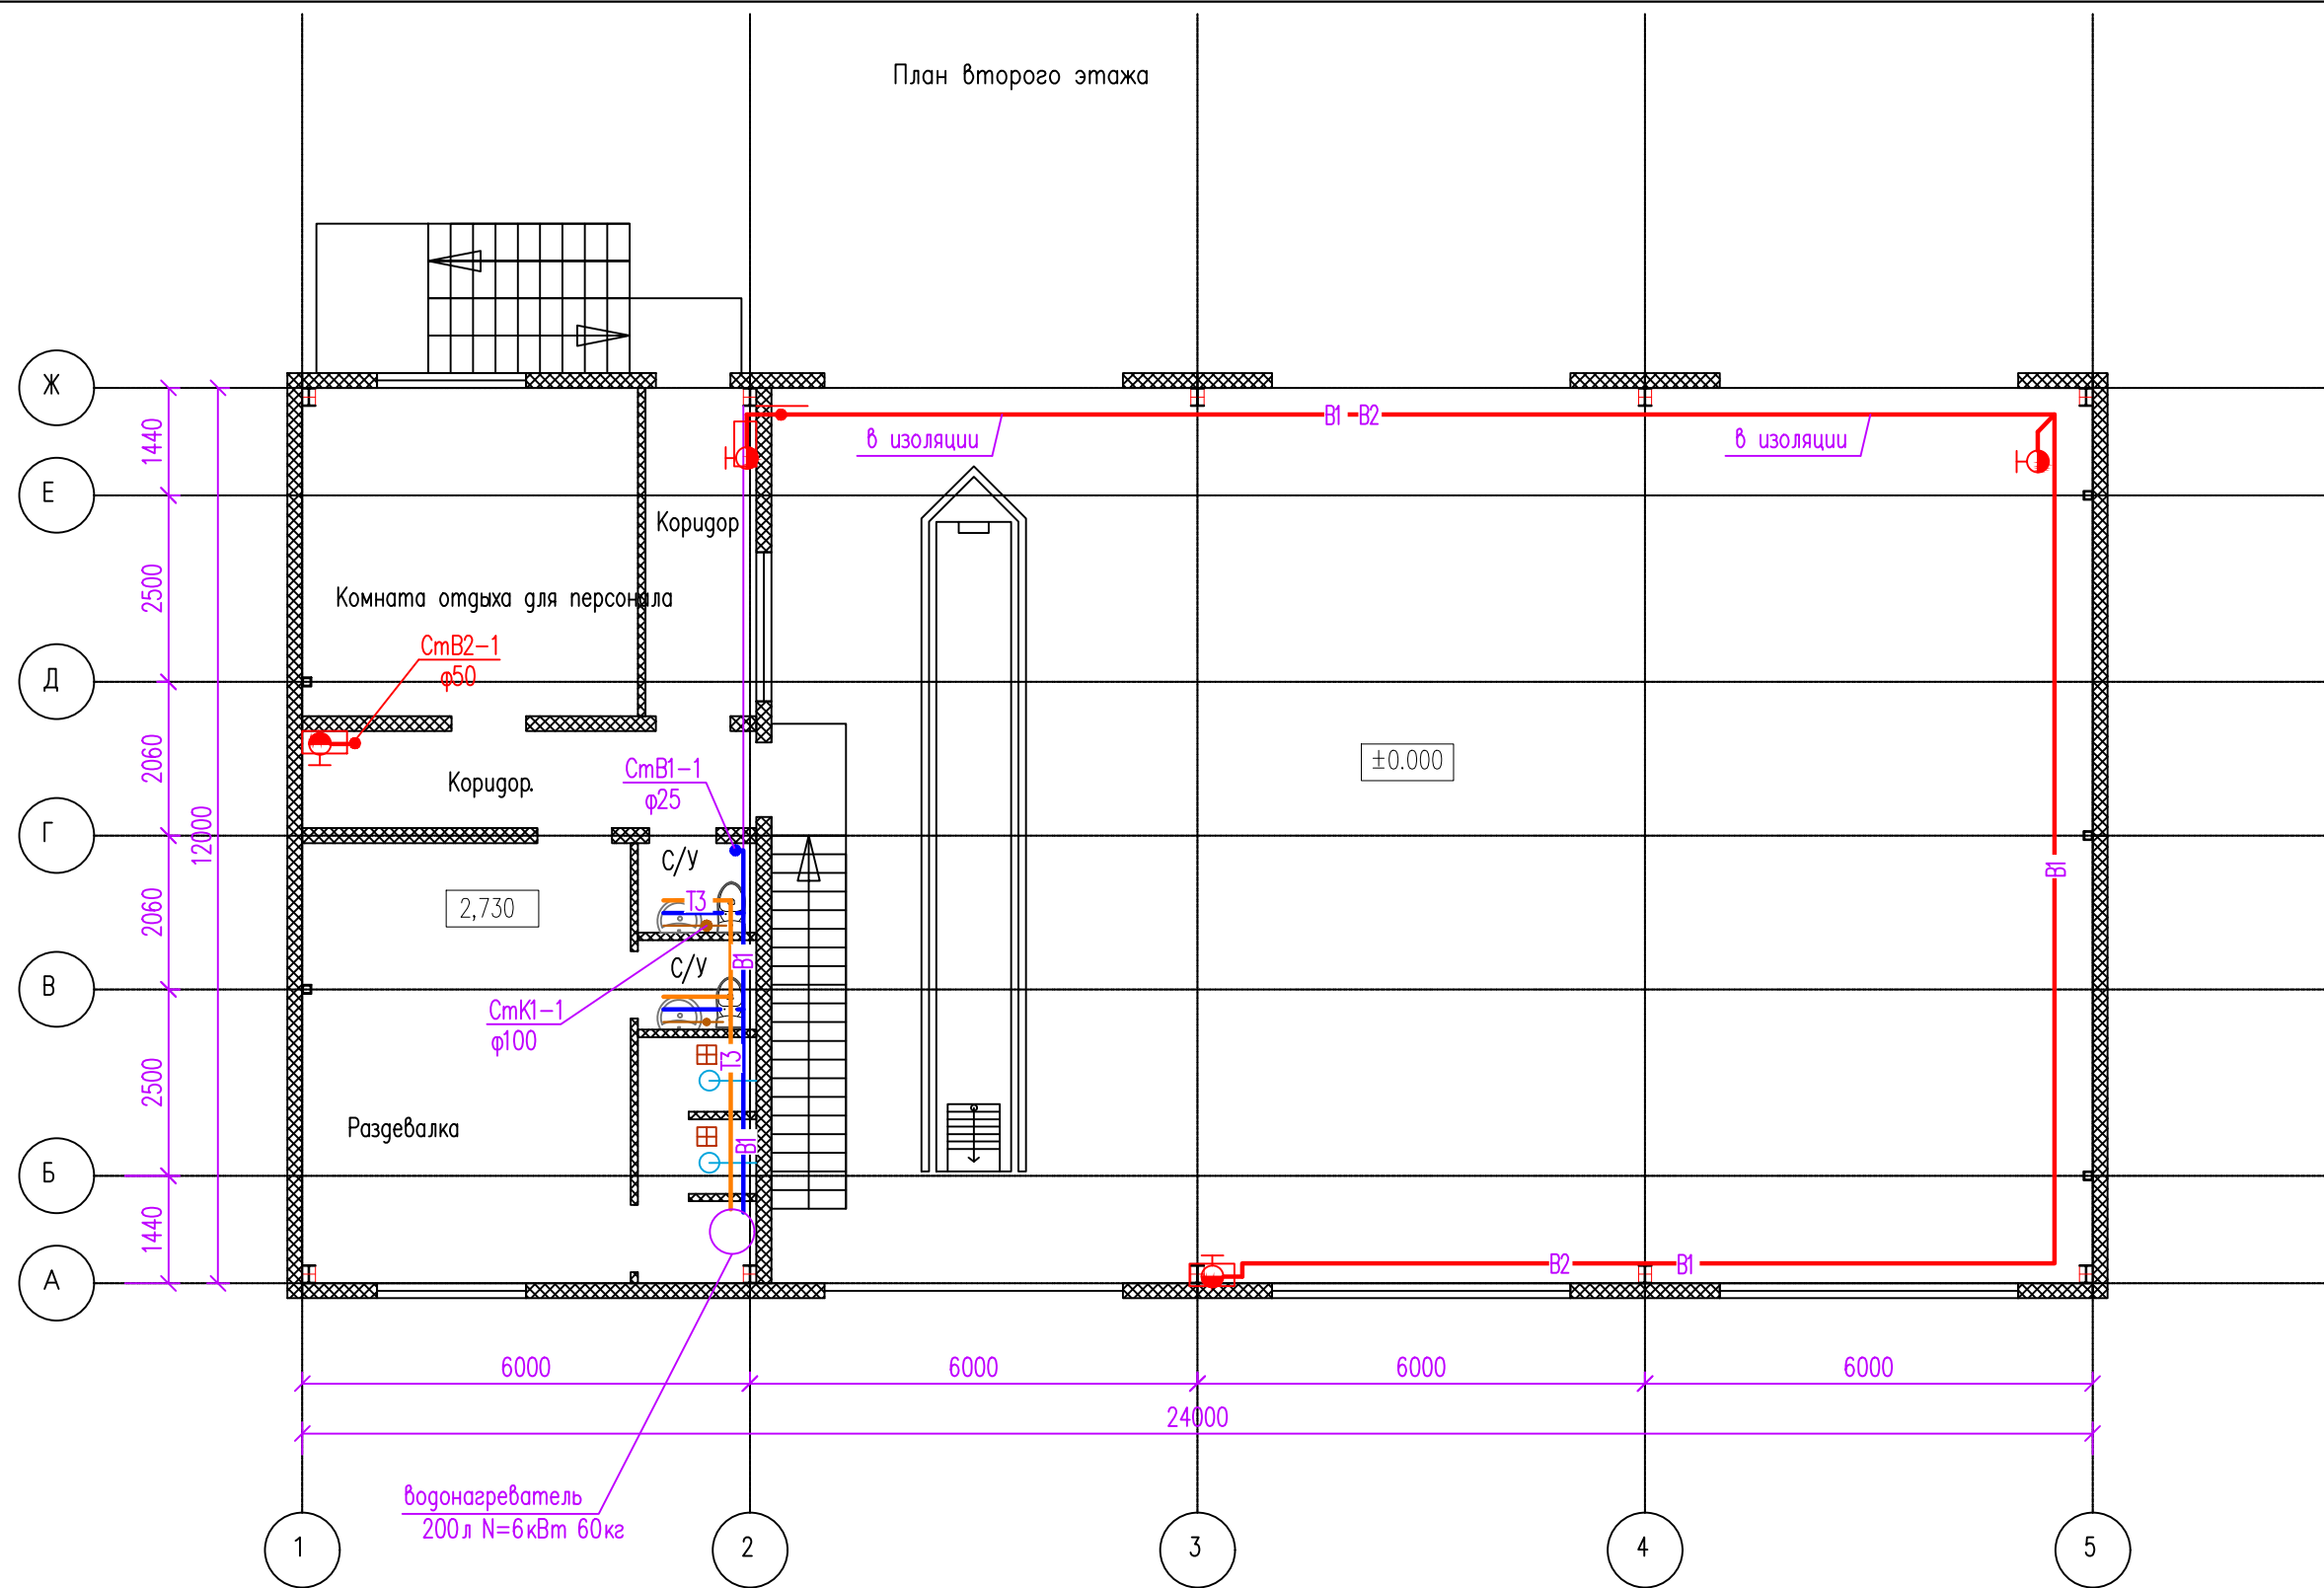 План второго этажа
Ж
1440
В1
В2
в изоляции
в изоляции
Е
Коридор
2500
Комната отдыха для персонала
СтВ2-1
φ50
Д
2060
12000
Коридор.
СтВ1-1
φ25
±0.000
Г
С/У
В1
2060
2,730
Т3
С/У
В1
В
СтК1-1
φ100
Т3
2500
Раздевалка
В1
Б
1440
В2
В1
А
6000
6000
6000
6000
24000
водонагреватель
200л N=6кВт 60кг
1
2
3
4
5